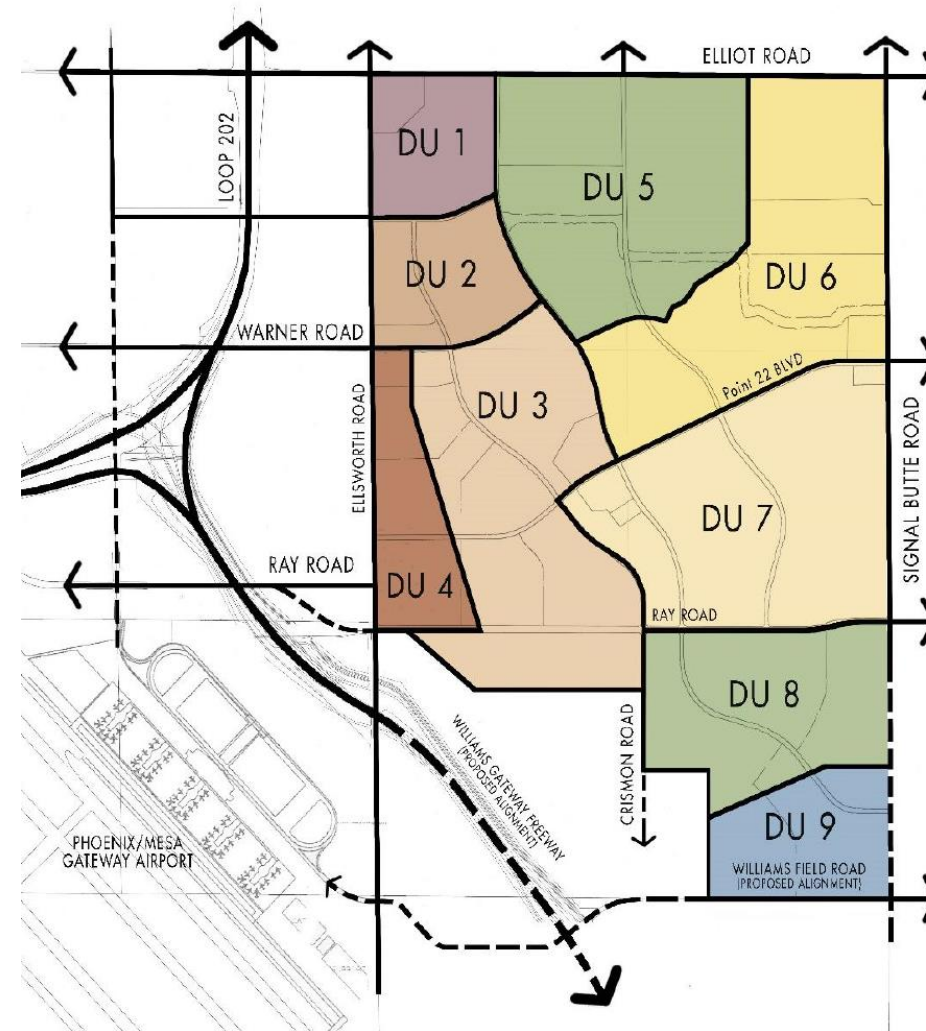 ELLIOT ROAD
LOOP 202
DU 1
DU 5
DU 2
DU 6
WARNER ROAD
Point 22 BLVD
DU 3
ELLSWORTH ROAD
SIGNAL BUTTE ROAD
DU 7
RAY ROAD
DU 4
RAY ROAD
DU 8
WILLIAMS GATEWAY FREEWAY
(PROPOSED ALIGNMENT)
CRISMON ROAD
DU 9
PHOENIX/MESA
GATEWAY AIRPORT
WILLIAMS FIELD ROAD
(PROPOSED ALIGNMENT)